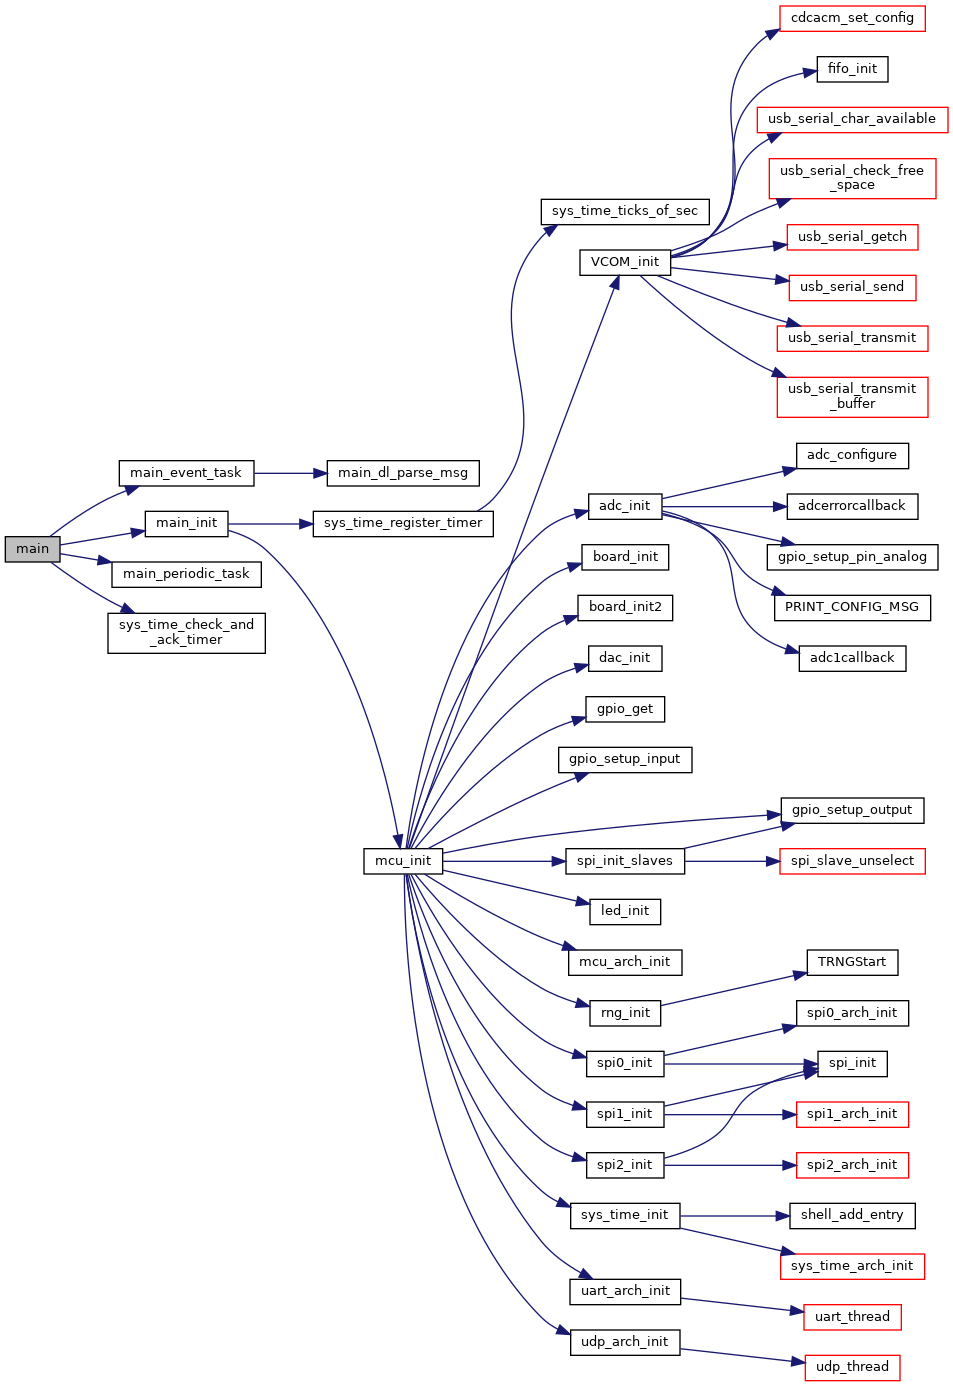 cdcacm_set_config
fifo_init
usb_serial_char_available
usb_serial_check_free
_space
sys_time_ticks_of_sec
usb_serial_getch
VCOM_init
usb_serial_send
usb_serial_transmit
usb_serial_transmit
_buffer
adc_configure
main_event_task
main_dl_parse_msg
adc_init
adcerrorcallback
main_init
sys_time_register_timer
main
board_init
gpio_setup_pin_analog
main_periodic_task
board_init2
PRINT_CONFIG_MSG
sys_time_check_and
_ack_timer
dac_init
adc1callback
gpio_get
gpio_setup_input
gpio_setup_output
mcu_init
spi_init_slaves
spi_slave_unselect
led_init
mcu_arch_init
TRNGStart
rng_init
spi0_arch_init
spi0_init
spi_init
spi1_init
spi1_arch_init
spi2_init
spi2_arch_init
sys_time_init
shell_add_entry
sys_time_arch_init
uart_arch_init
uart_thread
udp_arch_init
udp_thread